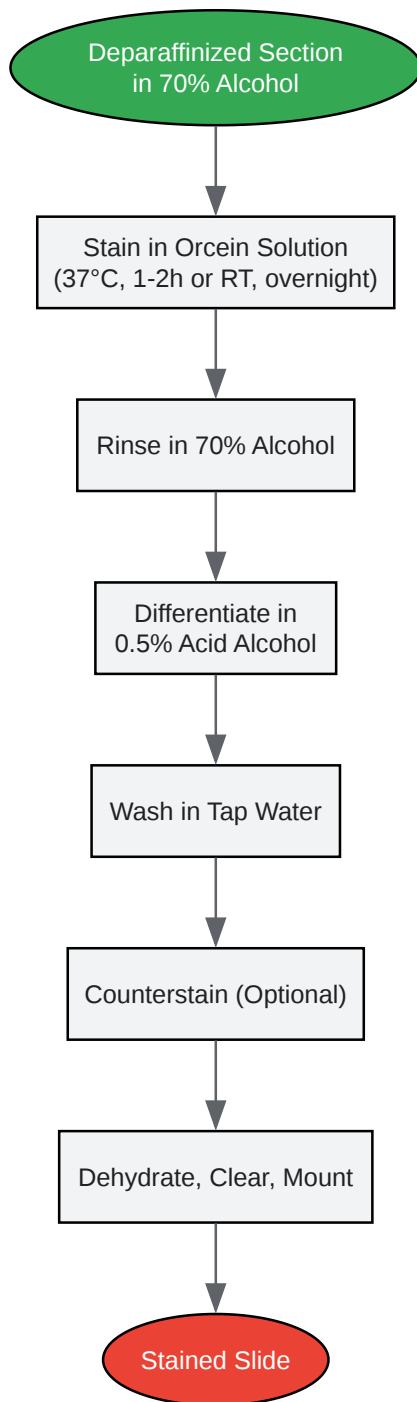 Deparaffinized Section
in 70% Alcohol
Stain in Orcein Solution
(37°C, 1-2h or RT, overnight)
Rinse in 70% Alcohol
Differentiate in
0.5% Acid Alcohol
Wash in Tap Water
Counterstain (Optional)
Dehydrate, Clear, Mount
Stained Slide